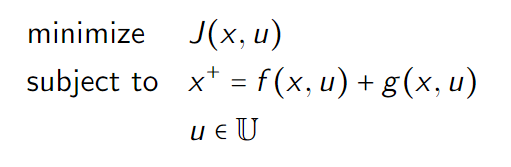 minimize J(x, u)
subject to x⁺ = f(x, u) + g(x, u)
u ∈ 𝕌